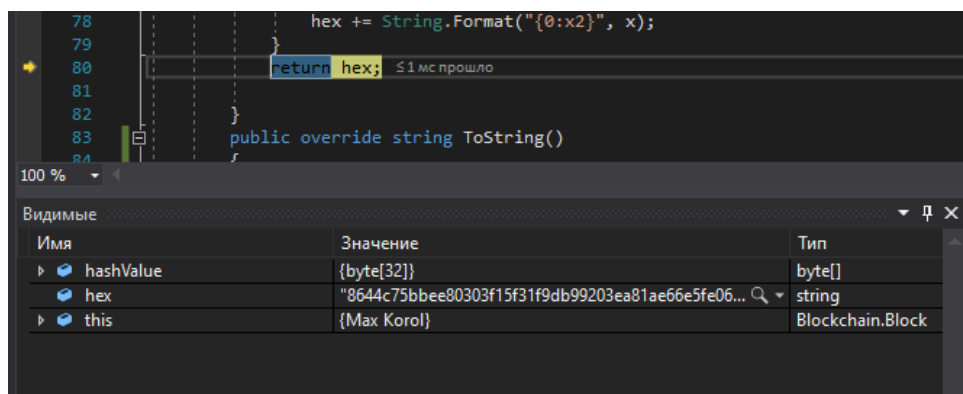 78 hex += String.Format("{0:x2}", x);
79 }
80 return hex; ≤1 мс прошло
81
82 }
83 public override string ToString()
84 {
100 %
Видимые
Имя Значение Тип
hashValue {byte[32]} byte[]
hex "8644c75bbee80303f15f31f9db99203ea81ae66e5fe06... string
this {Max Korol} Blockchain.Block